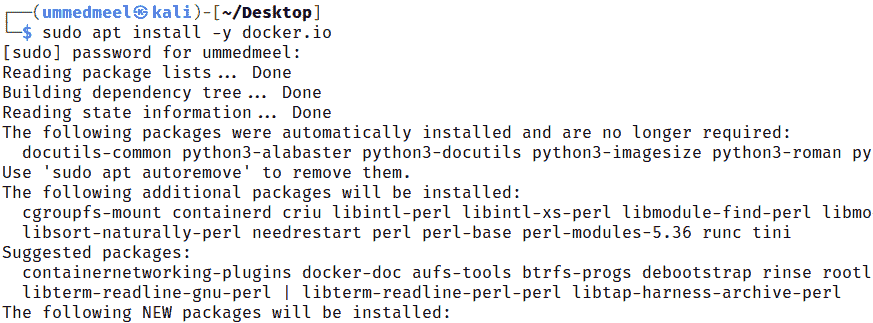 ┌──(ummedmeel㉿kali)-[~/Desktop]
└─$ sudo apt install -y docker.io
[sudo] password for ummedmeel:
Reading package lists... Done
Building dependency tree... Done
Reading state information... Done
The following packages were automatically installed and are no longer required:
  docutils-common python3-alabaster python3-docutils python3-imagesize python3-roman py
Use 'sudo apt autoremove' to remove them.
The following additional packages will be installed:
  cgroupfs-mount containerd criu libintl-perl libintl-xs-perl libmodule-find-perl libmo
  libsort-naturally-perl needrestart perl perl-base perl-modules-5.36 runc tini
Suggested packages:
  containernetworking-plugins docker-doc aufs-tools btrfs-progs debootstrap rinse rootl
  libterm-readline-gnu-perl | libterm-readline-perl-perl libtap-harness-archive-perl
The following NEW packages will be installed: